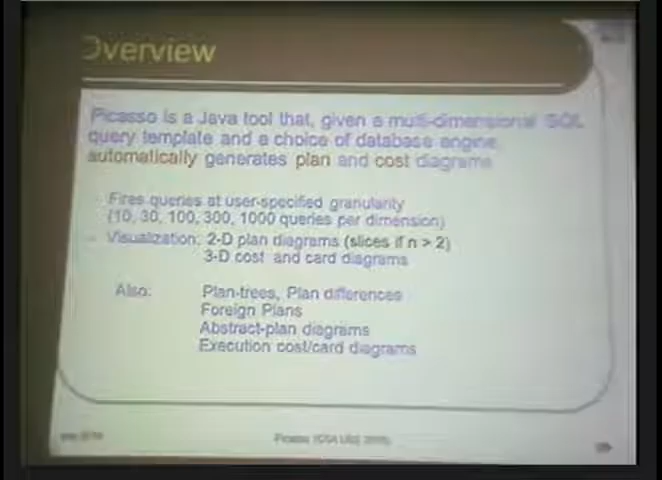 Overview
Picasso is a Java tool that, given a multi-dimensional SQL
query template and a choice of database engine,
automatically generates plan and cost diagrams
Fires queries at user-specified granularity
(10, 30, 100, 300, 1000 queries per dimension)
Visualization: 2-D plan diagrams (slices if n > 2)
3-D cost and card diagrams
Also: Plan-trees, Plan differences
Foreign Plans
Abstract-plan diagrams
Execution cost/card diagrams
Picasso